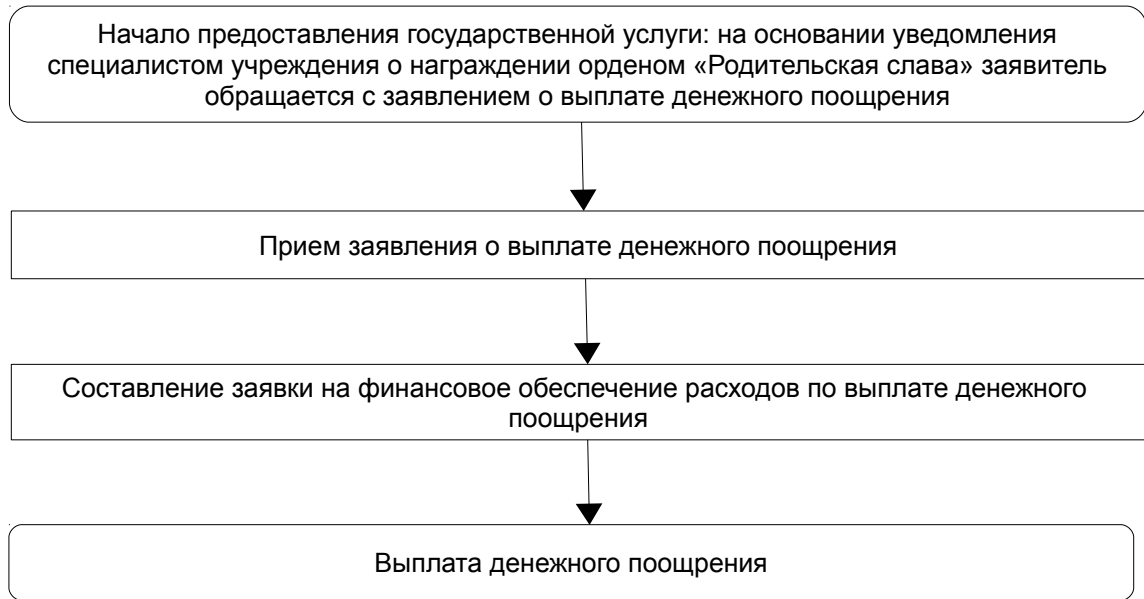 Начало предоставления государственной услуги: на основании уведомления
специалистом учреждения о награждении орденом «Родительская слава» заявитель
обращается с заявлением о выплате денежного поощрения
Прием заявления о выплате денежного поощрения
Составление заявки на финансовое обеспечение расходов по выплате денежного
поощрения
Выплата денежного поощрения